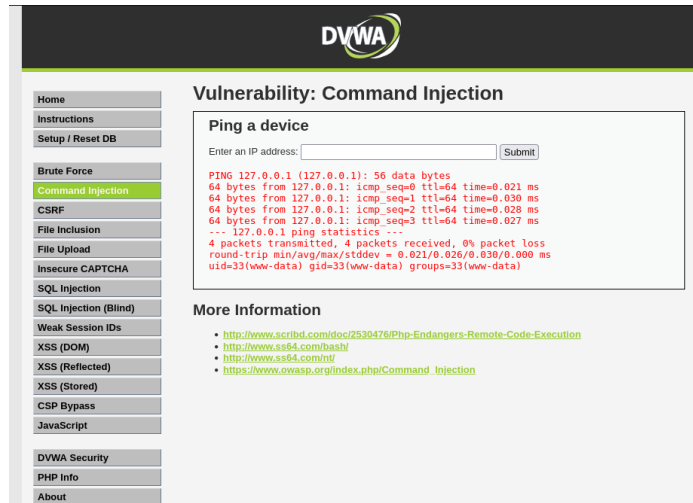 DVWA
Home
Instructions
Setup / Reset DB
Brute Force
Command Injection
CSRF
File Inclusion
File Upload
Insecure CAPTCHA
SQL Injection
SQL Injection (Blind)
Weak Session IDs
XSS (DOM)
XSS (Reflected)
XSS (Stored)
CSP Bypass
JavaScript
DVWA Security
PHP Info
About
Vulnerability: Command Injection
Ping a device
Enter an IP address:
Submit
PING 127.0.0.1 (127.0.0.1): 56 data bytes
64 bytes from 127.0.0.1: icmp_seq=0 ttl=64 time=0.021 ms
64 bytes from 127.0.0.1: icmp_seq=1 ttl=64 time=0.030 ms
64 bytes from 127.0.0.1: icmp_seq=2 ttl=64 time=0.028 ms
64 bytes from 127.0.0.1: icmp_seq=3 ttl=64 time=0.027 ms
--- 127.0.0.1 ping statistics ---
4 packets transmitted, 4 packets received, 0% packet loss
round-trip min/avg/max/stddev = 0.021/0.026/0.030/0.000 ms
uid=33(www-data) gid=33(www-data) groups=33(www-data)
More Information
http://www.scribd.com/doc/2530476/Php-Endangers-Remote-Code-Execution
http://www.ss64.com/bash/
http://www.ss64.com/nt/
https://www.owasp.org/index.php/Command_Injection